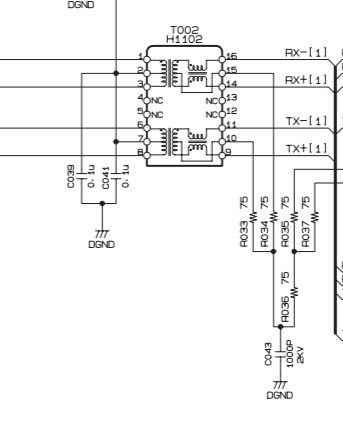 DGND
T002
H1102
1
16
RX-[1]
2
15
3
14
RX+[1]
4
NC
NC
13
5
NC
NC
12
6
11
TX-[1]
7
10
8
9
TX+[1]
C039
0.1u
C041
0.1u
DGND
R033
75
R034
75
R035
75
R037
75
R036
75
C043
1000P
2KV
DGND